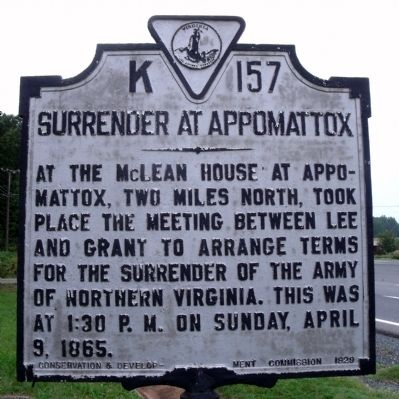 VIRGINIA
K 157
SURRENDER AT APPOMATTOX
AT THE McLEAN HOUSE AT APPO-
MATTOX, TWO MILES NORTH, TOOK
PLACE THE MEETING BETWEEN LEE
AND GRANT TO ARRANGE TERMS
FOR THE SURRENDER OF THE ARMY
OF NORTHERN VIRGINIA. THIS WAS
AT 1:30 P. M. ON SUNDAY, APRIL
9, 1865.
CONSERVATION & DEVELOP- MENT COMMISSION 1929